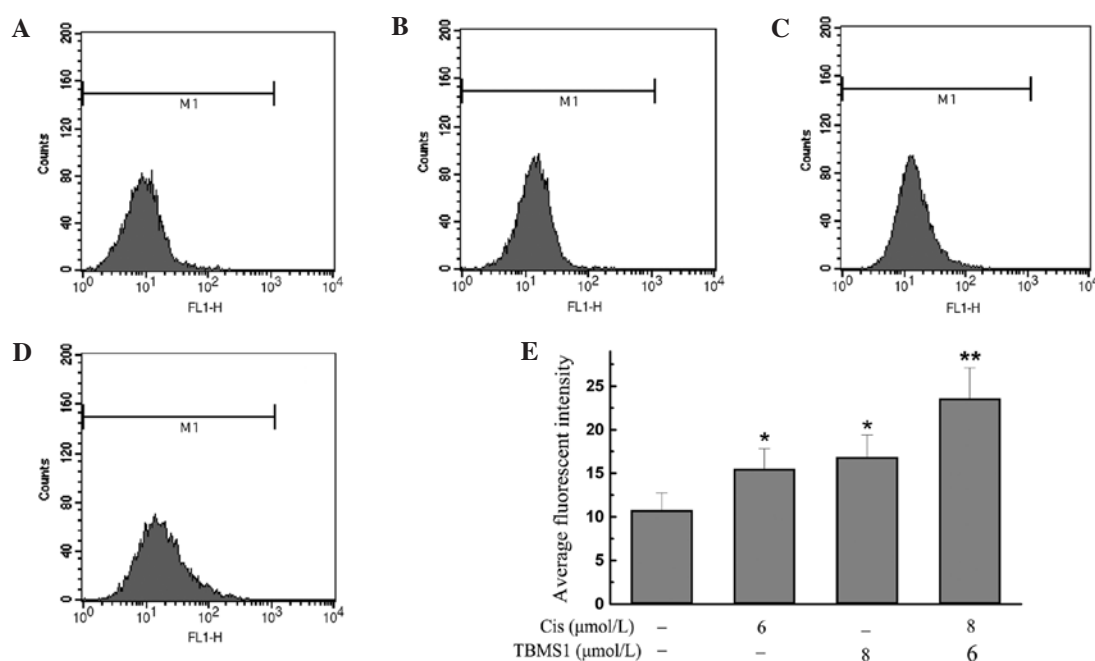 A
200
160
120
80
40
0
Counts
M1
10^0 10^1 10^2 10^3 10^4
FL1-H
B
200
160
120
80
40
0
Counts
M1
10^0 10^1 10^2 10^3 10^4
FL1-H
C
200
160
120
80
40
0
Counts
M1
10^0 10^1 10^2 10^3 10^4
FL1-H
D
200
160
120
80
40
0
Counts
M1
10^0 10^1 10^2 10^3 10^4
FL1-H
E
Average fluorescent intensity
25
20
15
10
5
0
* * **
Cis (μmol/L) – 6 – 8
TBMS1 (μmol/L) – – 8 6